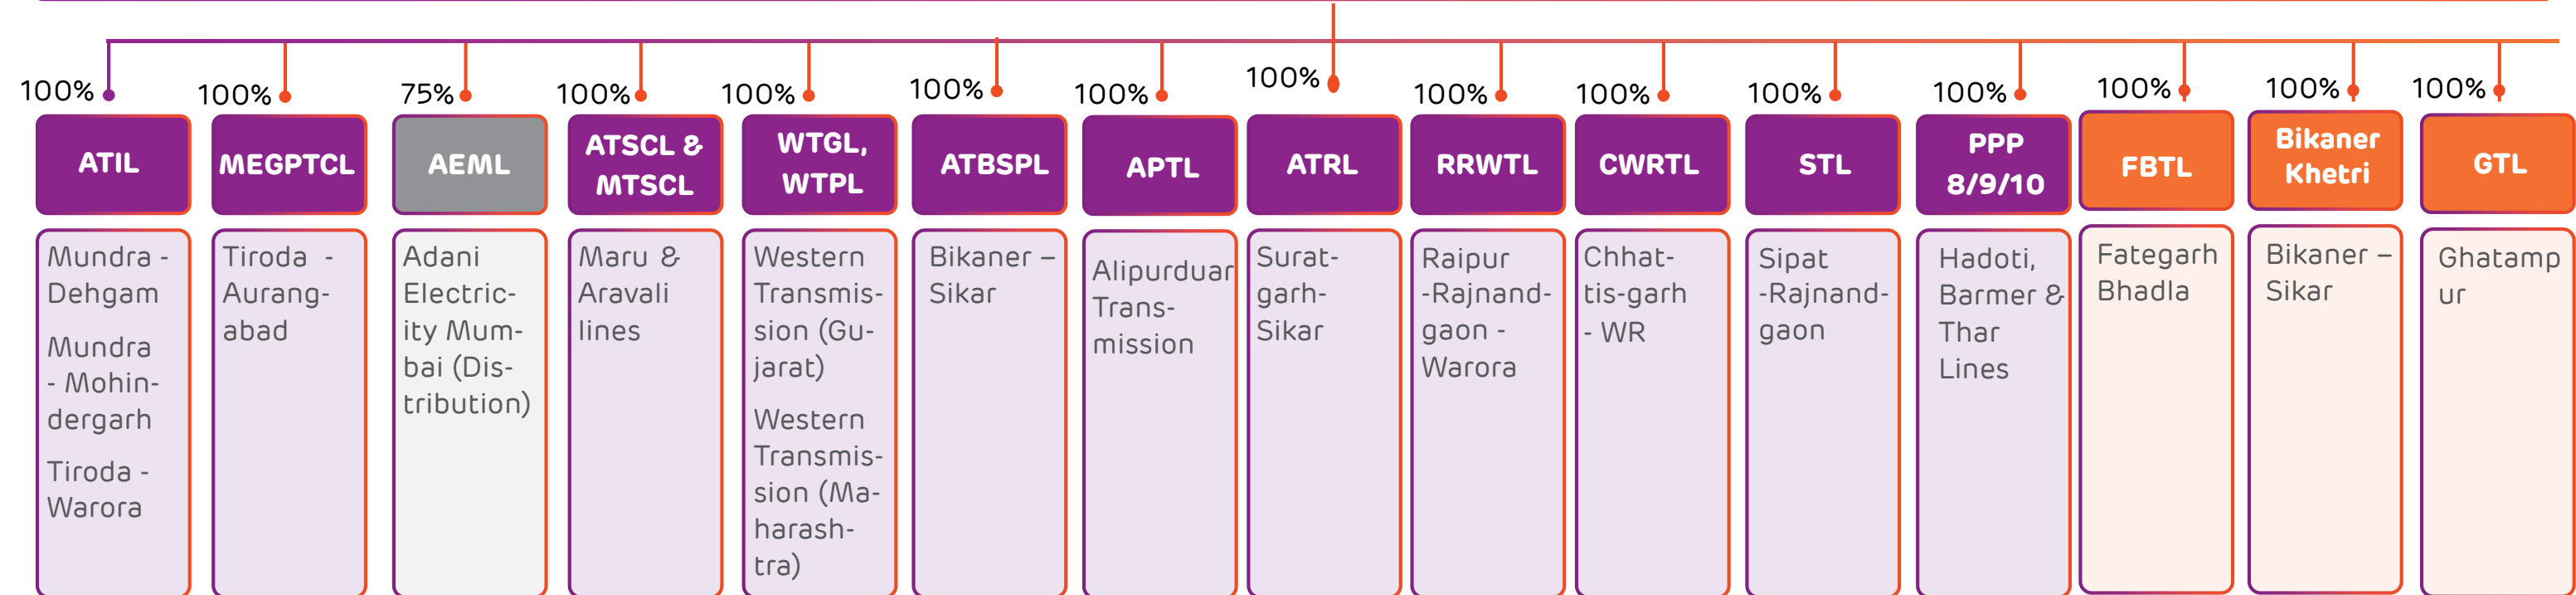 100%
ATIL
Mundra -
Dehgam
Mundra
- Mohin-
dergarh
Tiroda -
Warora
100%
MEGPTCL
Tiroda -
Aurang-
abad
75%
AEML
Adani
Electric-
ity Mum-
bai (Dis-
tribution)
100%
ATSCL &
MTSCL
Maru &
Aravali
lines
100%
WTGL,
WTPL
Western
Transmis-
sion (Gu-
jarat)
Western
Transmis-
sion (Ma-
harash-
tra)
100%
ATBSPL
Bikaner –
Sikar
100%
APTL
Alipurduar
Trans-
mission
100%
ATRL
Surat-
garh-
Sikar
100%
RRWTL
Raipur
-Rajnand-
gaon -
Warora
100%
CWRTL
Chhat-
tis-garh
- WR
100%
STL
Sipat
-Rajnand-
gaon
100%
PPP
8/9/10
Hadoti,
Barmer &
Thar
Lines
100%
FBTL
Fategarh
Bhadla
100%
Bikaner
Khetri
Bikaner –
Sikar
100%
GTL
Ghatamp
ur